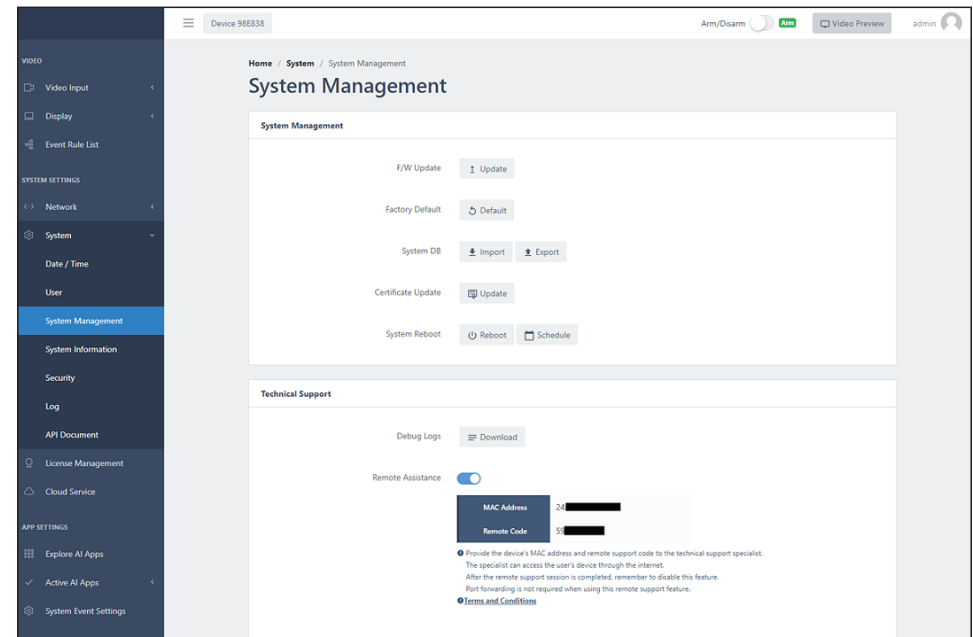 Device 98E838
Arm/Disarm Arm Video Preview admin
VIDEO
Video Input
Display
Event Rule List
SYSTEM SETTINGS
Network
System
Date / Time
User
System Management
System Information
Security
Log
API Document
License Management
Cloud Service
APP SETTINGS
Explore AI Apps
Active AI Apps
System Event Settings
Home / System / System Management
System Management
System Management
F/W Update Update
Factory Default Default
System DB Import Export
Certificate Update Update
System Reboot Reboot Schedule
Technical Support
Debug Logs Download
Remote Assistance
MAC Address 24
Remote Code 59
Provide the device's MAC address and remote support code to the technical support specialist.
The specialist can access the user's device through the internet.
After the remote support session is completed, remember to disable this feature.
Port forwarding is not required when using this remote support feature.
Terms and Conditions